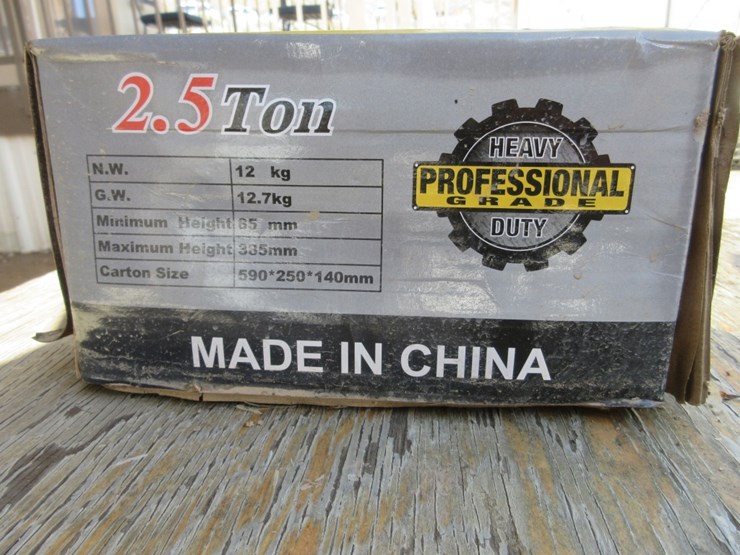 2.5 Ton
N.W. 12 kg
G.W. 12.7kg
Minimum Height 85 mm
Maximum Height 335mm
Carton Size 590*250*140mm
HEAVY
PROFESSIONAL
GRADE
DUTY
MADE IN CHINA